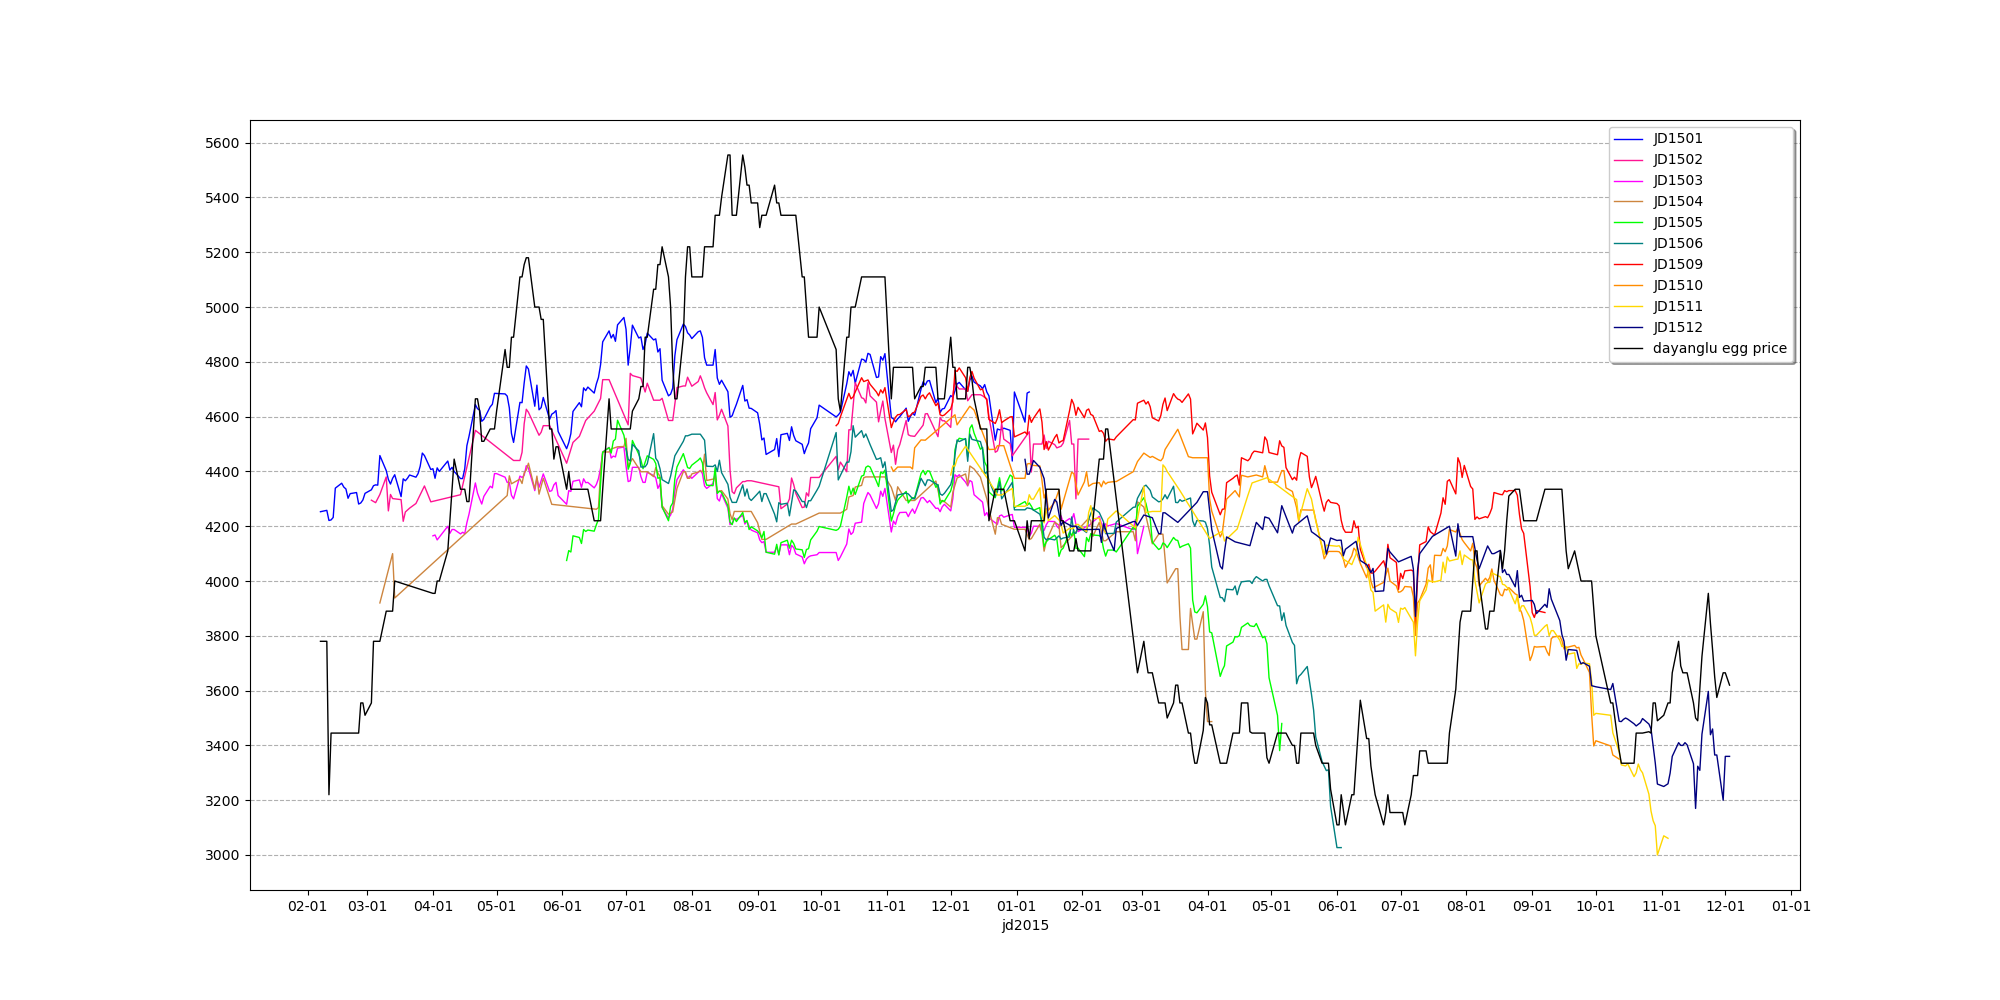 5600
5400
5200
5000
4800
4600
4400
4200
4000
3800
3600
3400
3200
3000
JD1501
JD1502
JD1503
JD1504
JD1505
JD1506
JD1509
JD1510
JD1511
JD1512
dayanglu egg price
02-01 03-01 04-01 05-01 06-01 07-01 08-01 09-01 10-01 11-01 12-01 01-01 02-01 03-01 04-01 05-01 06-01 07-01 08-01 09-01 10-01 11-01 12-01 01-01
jd2015